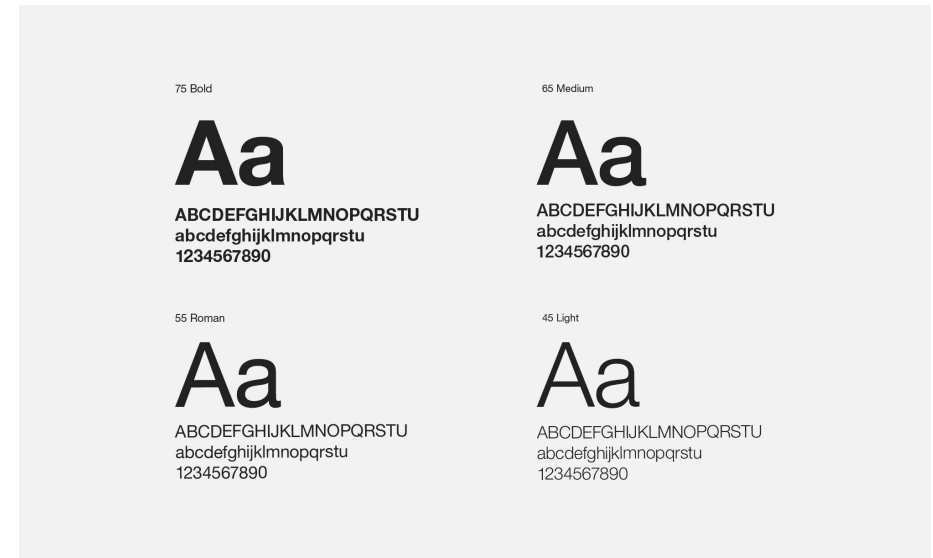 75 Bold
Aa
ABCDEFGHIJKLMNOPQRSTU
abcdefghijklmnopqrstu
1234567890
65 Medium
Aa
ABCDEFGHIJKLMNOPQRSTU
abcdefghijklmnopqrstu
1234567890
55 Roman
Aa
ABCDEFGHIJKLMNOPQRSTU
abcdefghijklmnopqrstu
1234567890
45 Light
Aa
ABCDEFGHIJKLMNOPQRSTU
abcdefghijklmnopqrstu
1234567890